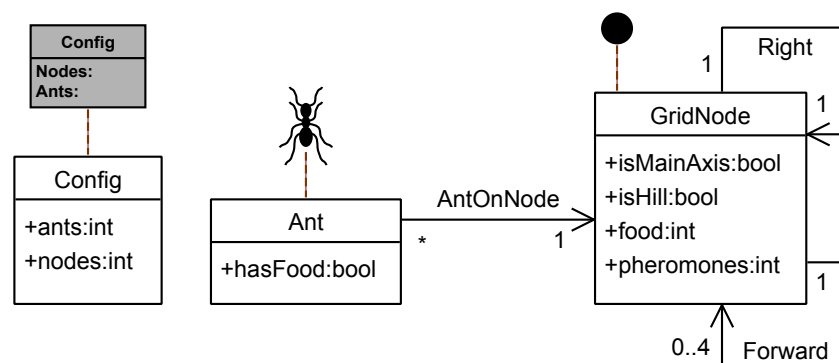 Config
Nodes:
Ants:
Config
+ants:int
+nodes:int
Ant
+hasFood:bool
AntOnNode
*
1
GridNode
+isMainAxis:bool
+isHill:bool
+food:int
+pheromones:int
1
Right
1
1
0..4
Forward